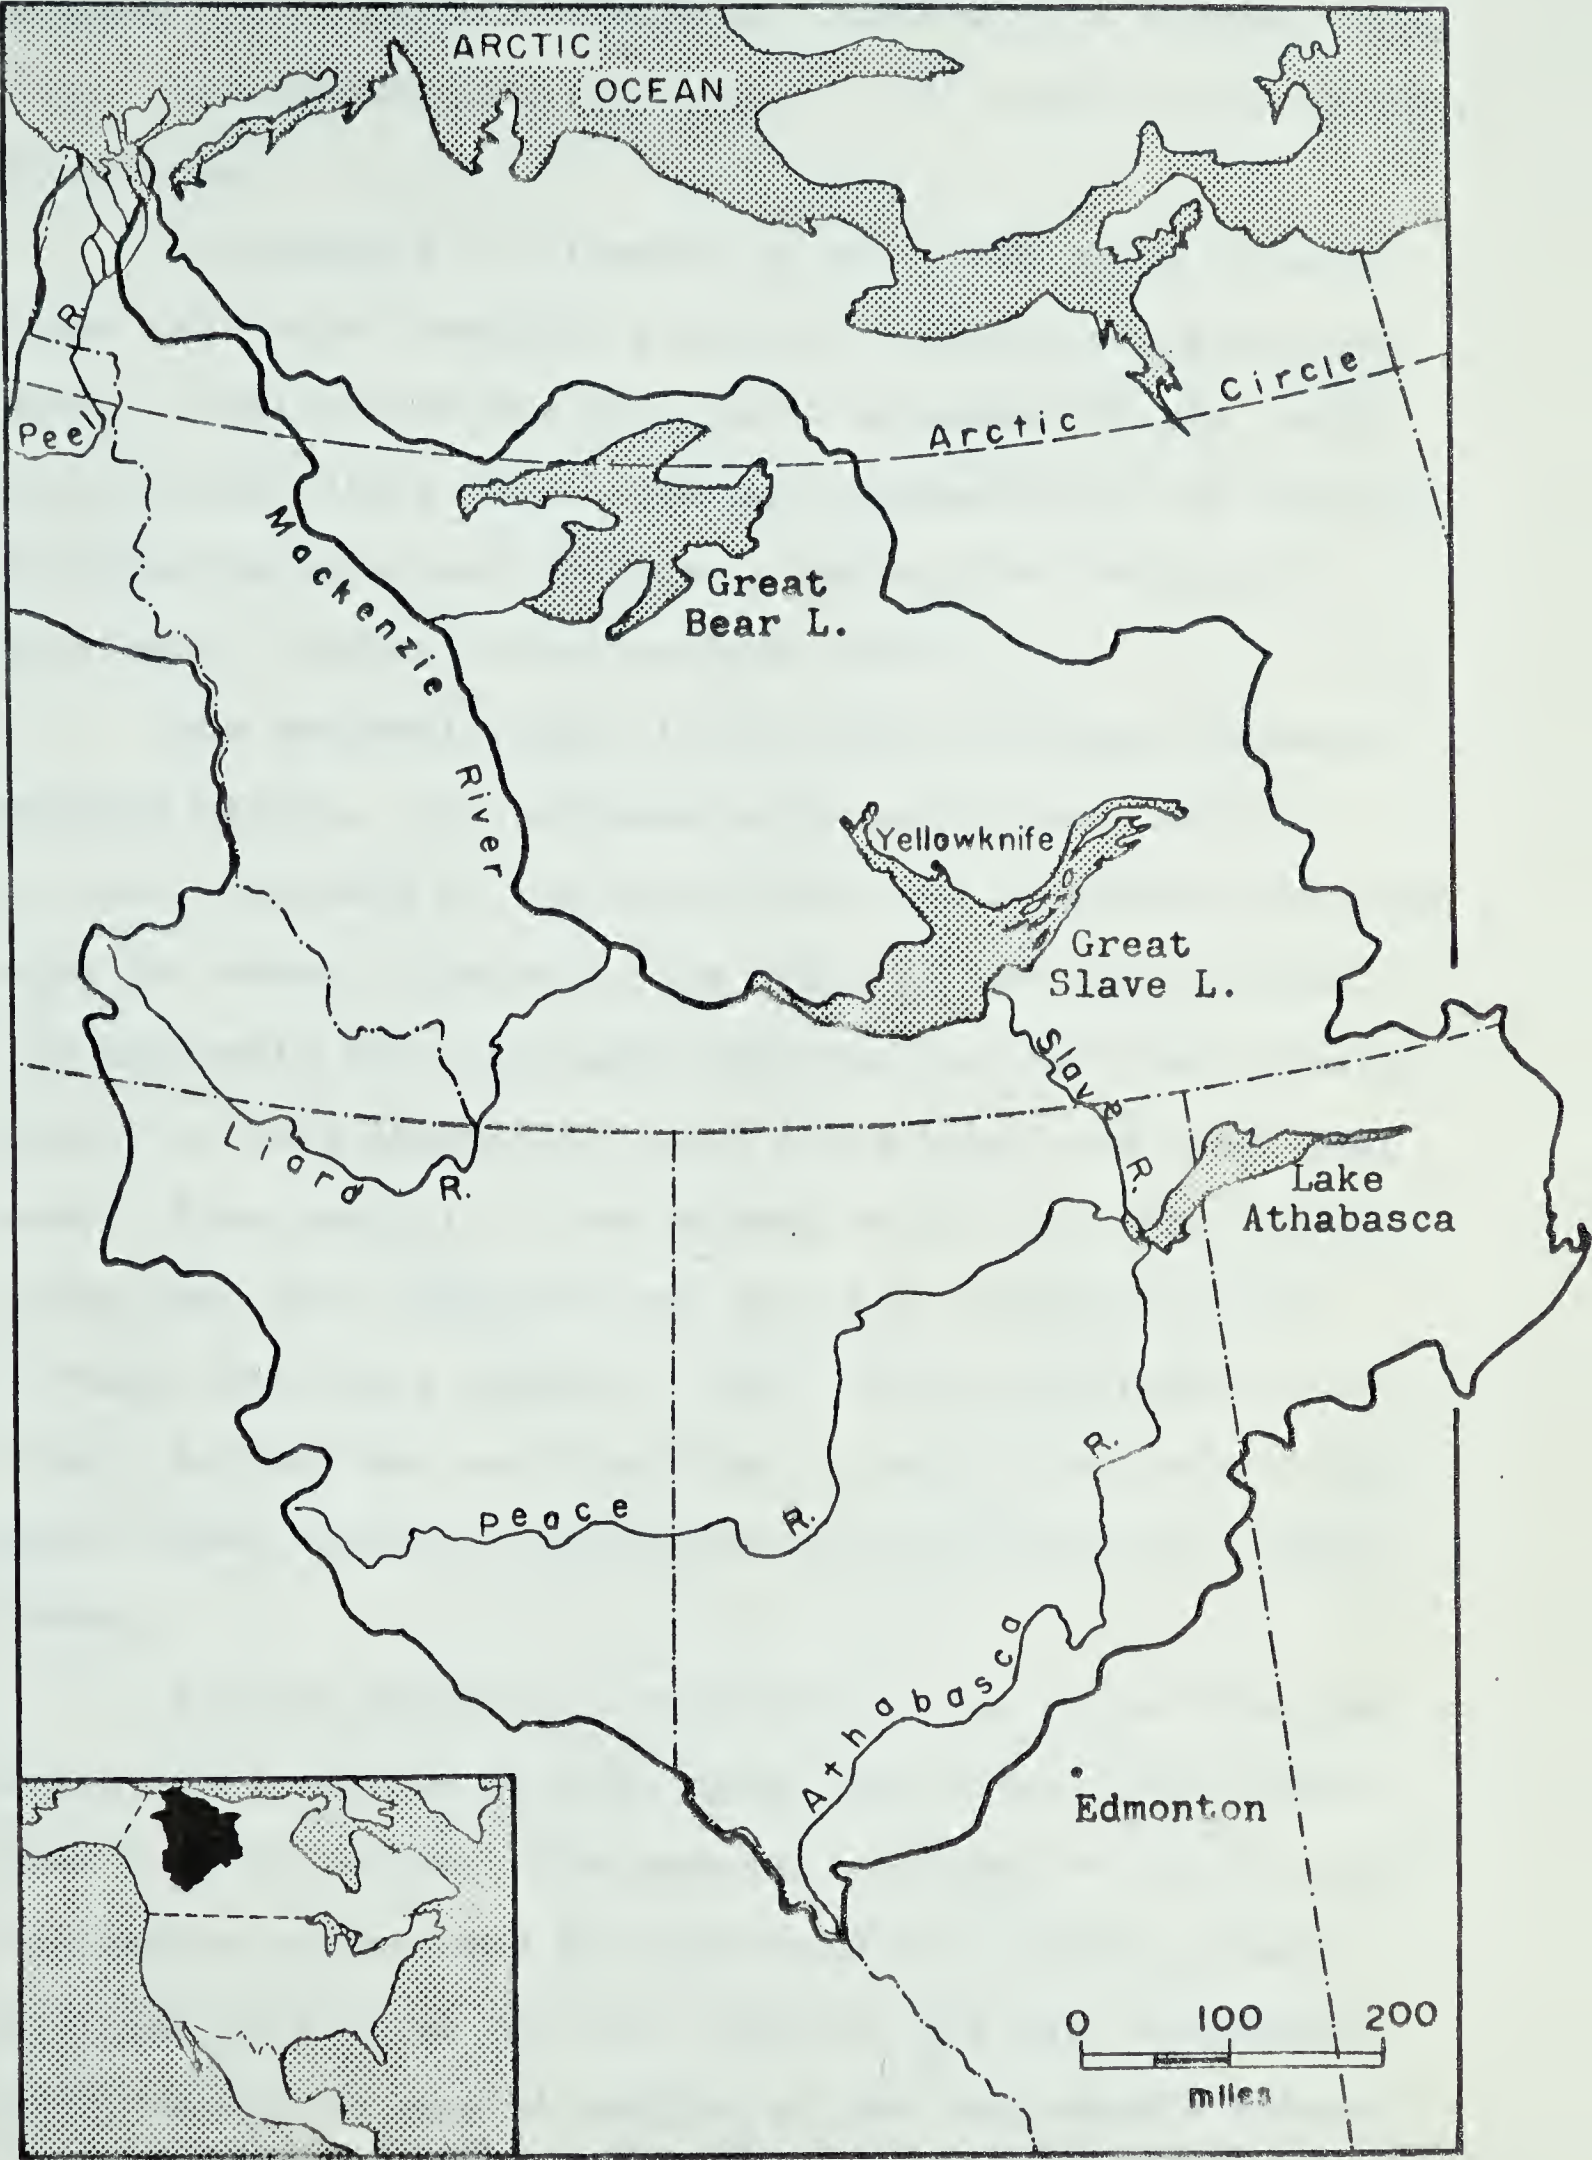 ARCTIC
OCEAN
R.
Peel
Arctic Circle
Mackenzie
River
Great
Bear L.
Yellowknife
Great
Slave L.
Slave
R.
Liard R.
Lake
Athabasca
Peace R.
Athabasca
R.
Edmonton
0 100 200
miles